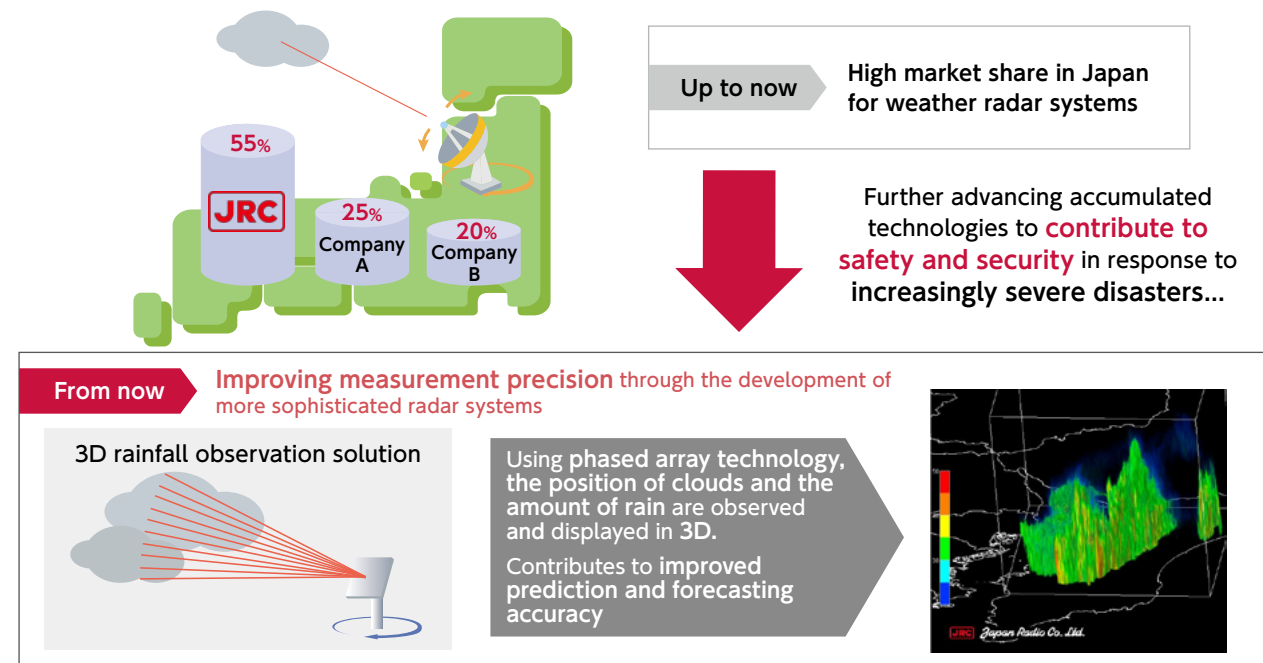 55%
JRC
25%
Company
A
20%
Company
B
Up to now
High market share in Japan
for weather radar systems
Further advancing accumulated
technologies to contribute to
safety and security in response to
increasingly severe disasters...
From now
Improving measurement precision through the development of
more sophisticated radar systems
3D rainfall observation solution
Using phased array technology,
the position of clouds and the
amount of rain are observed
and displayed in 3D.
Contributes to improved
prediction and forecasting
accuracy
JRC Japan Radio Co., Ltd.